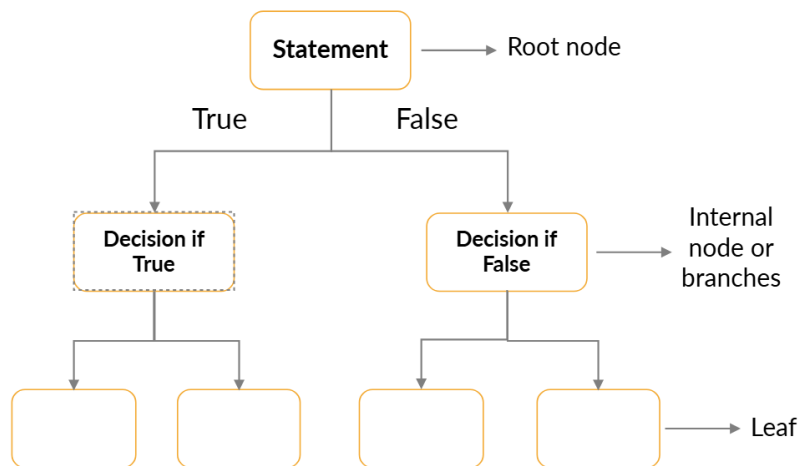 Statement
Root node
True
False
Decision if
True
Decision if
False
Internal
node or
branches
Leaf